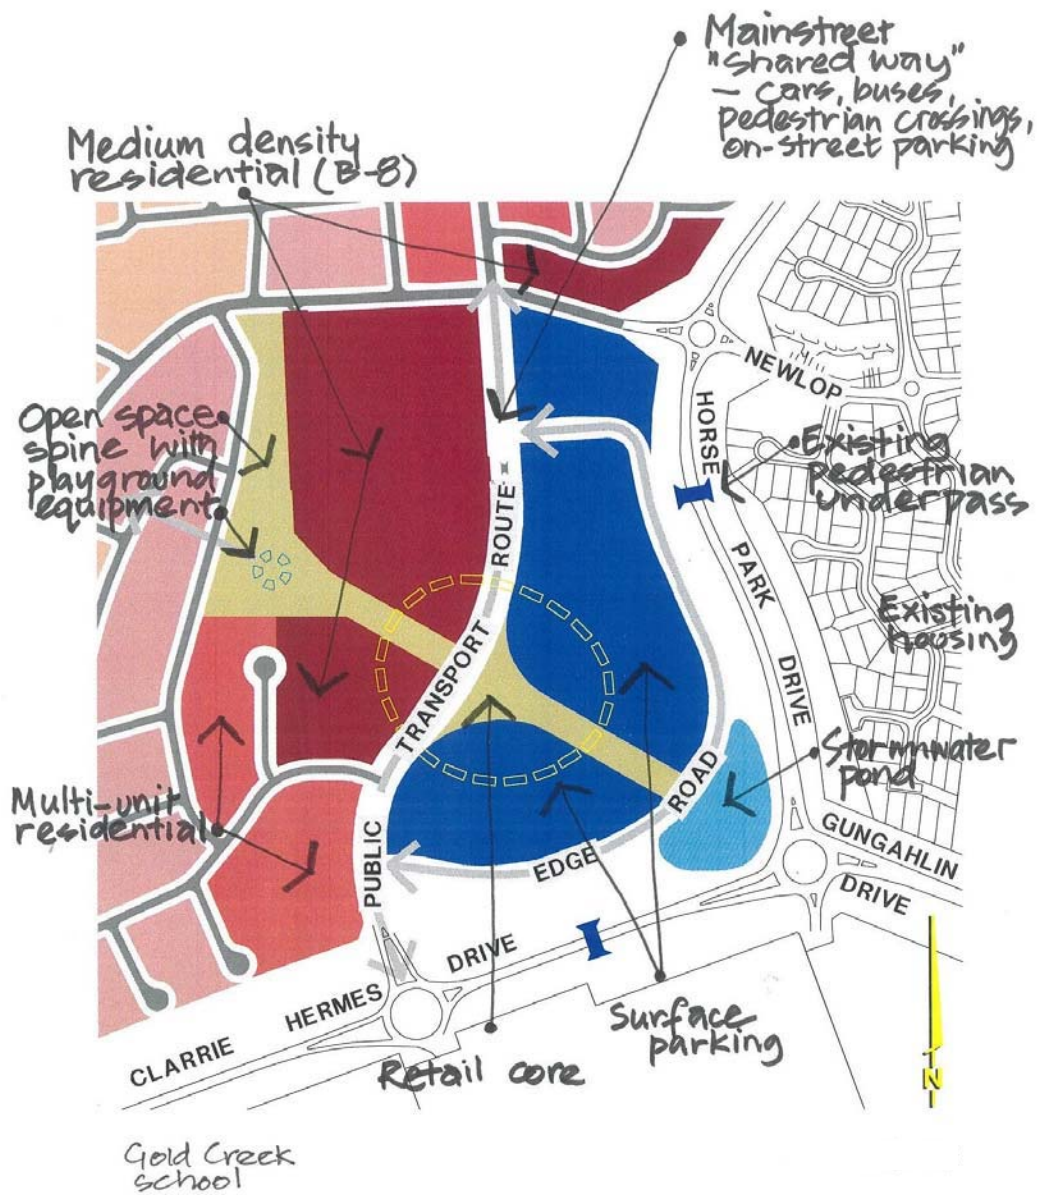 Mainstreet
"shared way"
– cars, buses,
pedestrian crossings,
on-street parking
Medium density
residential (B-8)
NEWLOP
HORSE
PARK
DRIVE
Open space
spine with
playground
equipment
Existing
pedestrian
underpass
ROUTE
TRANSPORT
PUBLIC
Existing
housing
Stormwater
pond
Multi-unit
residential
ROAD
EDGE
GUNGAHLIN
DRIVE
CLARRIE
HERMES
DRIVE
Surface
parking
Retail core
N
Gold Creek
school